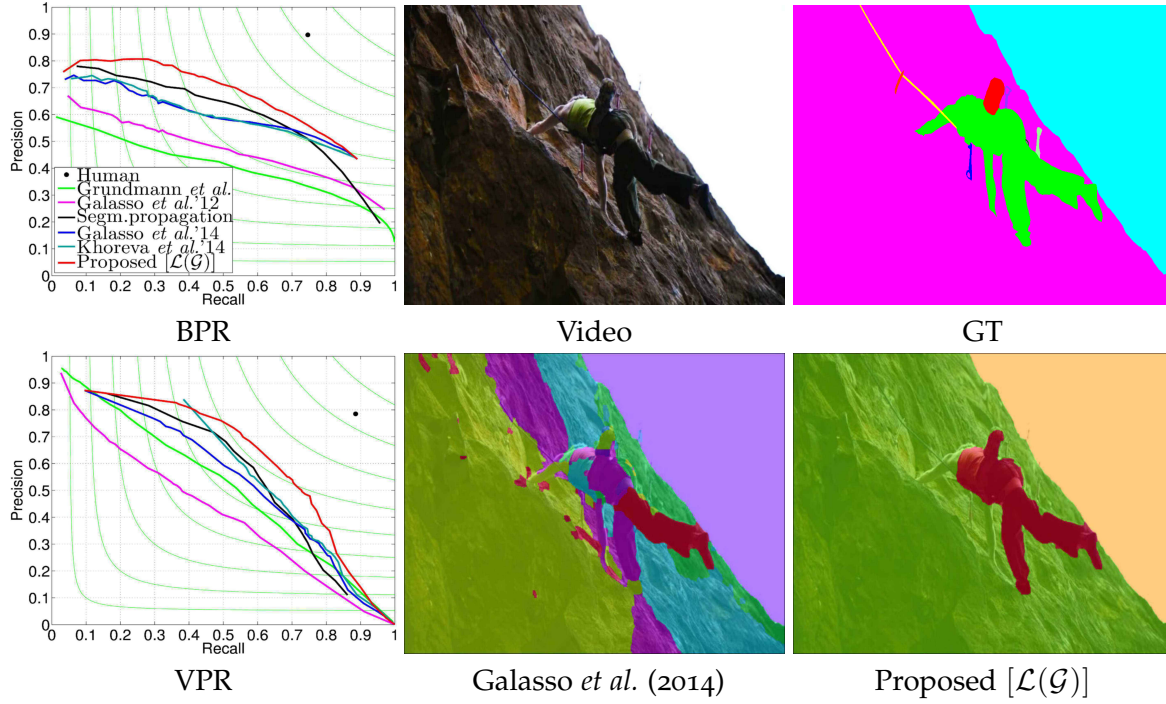 1
0.9
0.8
0.7
0.6
0.5
0.4
0.3
0.2
0.1
0
Precision
Human
Grundmann et al.
Galasso et al.'12
Segm.propagation
Galasso et al.'14
Khoreva et al.'14
Proposed [𝓛(𝓖)]
0 0.1 0.2 0.3 0.4 0.5 0.6 0.7 0.8 0.9 1
Recall
BPR
Video
GT
1
0.9
0.8
0.7
0.6
0.5
0.4
0.3
0.2
0.1
0
Precision
0 0.1 0.2 0.3 0.4 0.5 0.6 0.7 0.8 0.9 1
Recall
VPR
Galasso et al. (2014)
Proposed [𝓛(𝓖)]